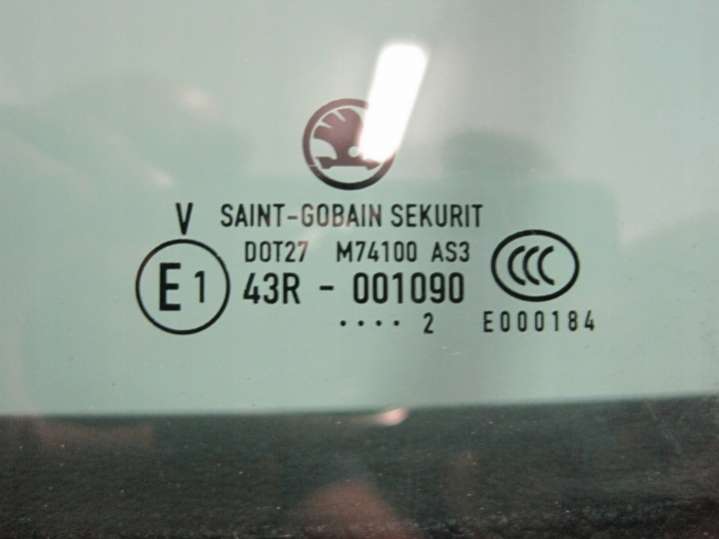 V SAINT-GOBAIN SEKURIT
DOT27 M74100 AS3
E1 43R - 001090
CCC
.... 2 E000184